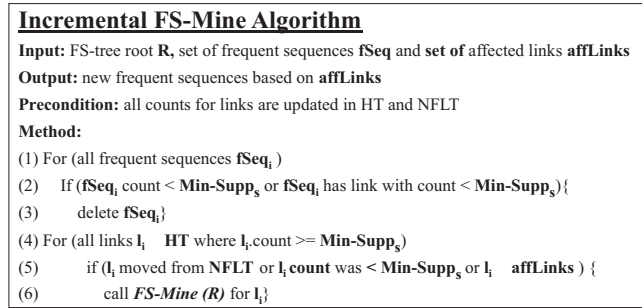 Incremental FS-Mine Algorithm
Input: FS-tree root R, set of frequent sequences fSeq and set of affected links affLinks
Output: new frequent sequences based on affLinks
Precondition: all counts for links are updated in HT and NFLT
Method:
(1) For (all frequent sequences fSeqi )
(2) If (fSeqi count < Min-Supps or fSeqi has link with count < Min-Supps){
(3) delete fSeqi}
(4) For (all links li HT where li.count >= Min-Supps)
(5) if (li moved from NFLT or li count was < Min-Supps or li affLinks ) {
(6) call FS-Mine (R) for li}